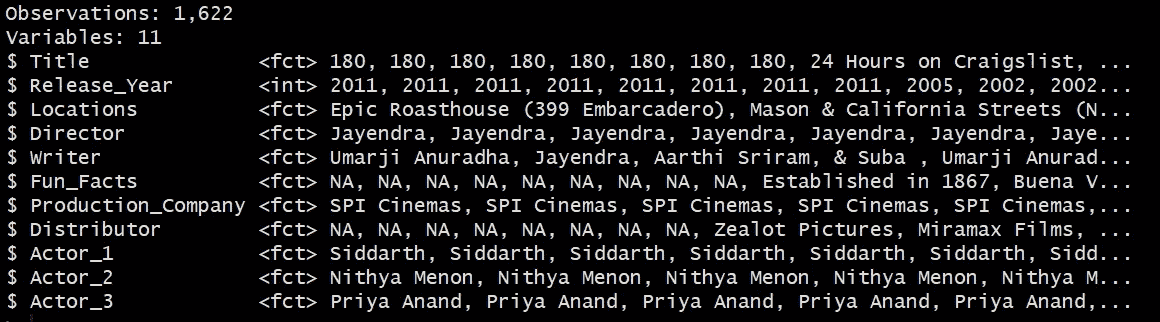 Observations: 1,622
Variables: 11
$ Title              <fct> 180, 180, 180, 180, 180, 180, 180, 180, 24 Hours on Craigslist, ...
$ Release_Year       <int> 2011, 2011, 2011, 2011, 2011, 2011, 2011, 2011, 2005, 2002, 2002...
$ Locations          <fct> Epic Roasthouse (399 Embarcadero), Mason & California Streets (N...
$ Director           <fct> Jayendra, Jayendra, Jayendra, Jayendra, Jayendra, Jayendra, Jaye...
$ Writer             <fct> Umarji Anuradha, Jayendra, Aarthi Sriram, & Suba , Umarji Anurad...
$ Fun_Facts          <fct> NA, NA, NA, NA, NA, NA, NA, NA, NA, Established in 1867, Buena V...
$ Production_Company <fct> SPI Cinemas, SPI Cinemas, SPI Cinemas, SPI Cinemas, SPI Cinemas,...
$ Distributor        <fct> NA, NA, NA, NA, NA, NA, NA, NA, Zealot Pictures, Miramax Films, ...
$ Actor_1            <fct> Siddarth, Siddarth, Siddarth, Siddarth, Siddarth, Siddarth, Sidd...
$ Actor_2            <fct> Nithya Menon, Nithya Menon, Nithya Menon, Nithya Menon, Nithya M...
$ Actor_3            <fct> Priya Anand, Priya Anand, Priya Anand, Priya Anand, Priya Anand,...